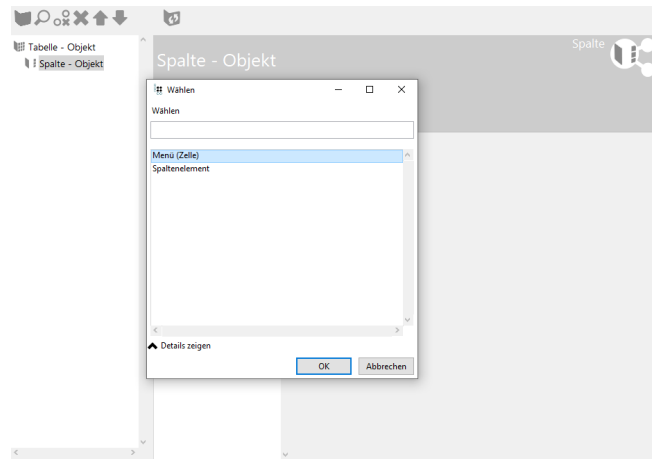 Tabelle - Objekt
Spalte - Objekt
Spalte
Spalte - Objekt
Wählen
Wählen
Menü (Zelle)
Spaltenelement
Details zeigen
OK
Abbrechen